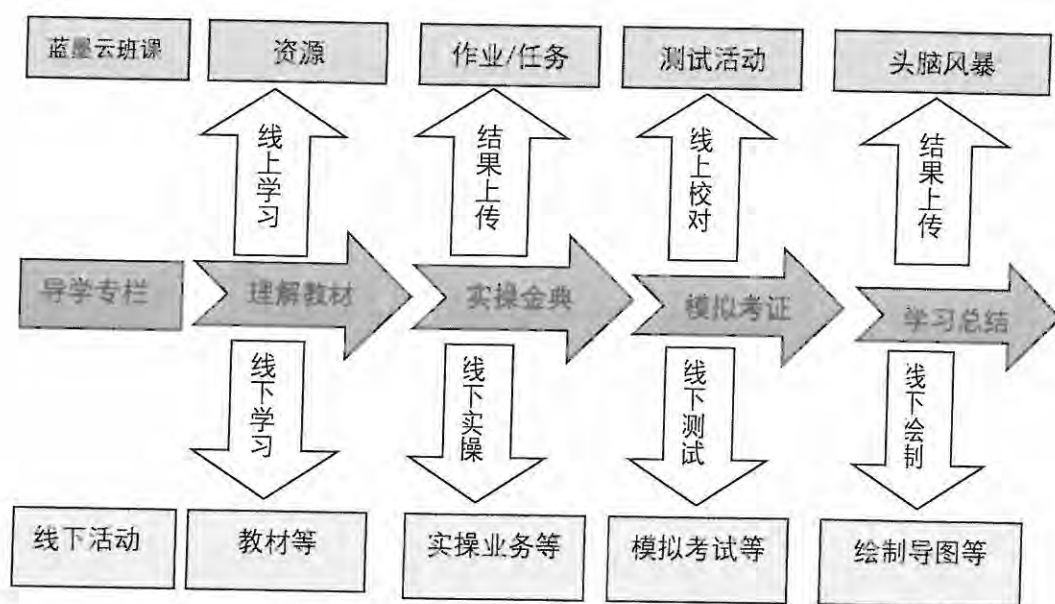 蓝墨云班课
资源
作业/任务
测试活动
头脑风暴
线上学习
结果上传
线上校对
结果上传
导学专栏
理解教材
实操金典
模拟考证
学习总结
线下学习
线下实操
线下测试
线下绘制
线下活动
教材等
实操业务等
模拟考试等
绘制导图等